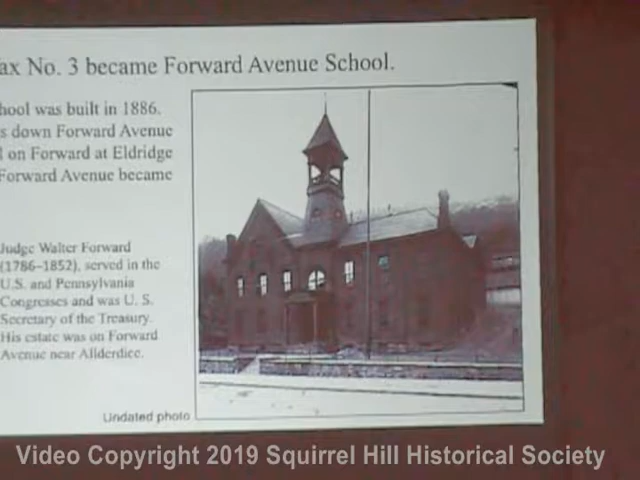 ax No. 3 became Forward Avenue School.
hool was built in 1886.
s down Forward Avenue
l on Forward at Eldridge
Forward Avenue became
Judge Walter Forward
(1786–1852), served in the
U.S. and Pennsylvania
Congresses and was U. S.
Secretary of the Treasury.
His estate was on Forward
Avenue near Allderdice.
Undated photo
Video Copyright 2019 Squirrel Hill Historical Society